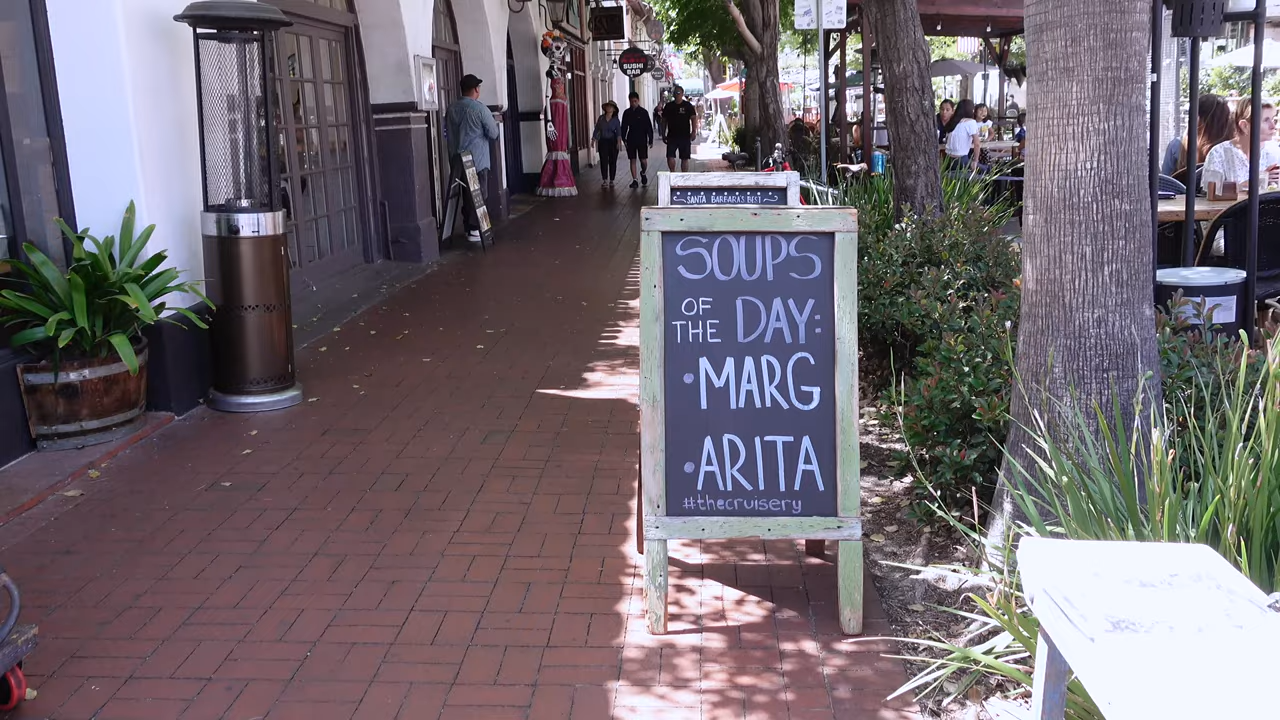 SUSHI
BAR
SANTA BARBARA'S BEST
SOUPS
OF
THE DAY:
•MARG
•ARITA
#thecruisery